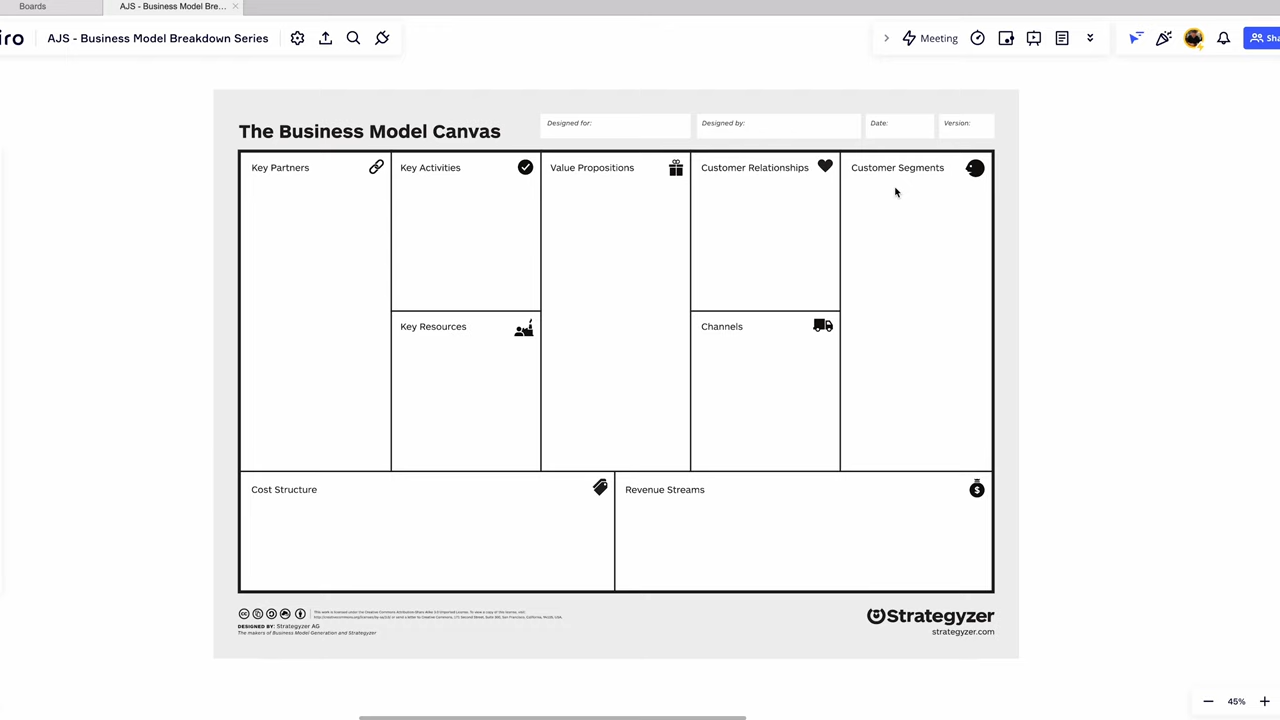 Boards
AJS - Business Model Bre...
iro
AJS - Business Model Breakdown Series
Meeting
Sha
The Business Model Canvas
Designed for:
Designed by:
Date:
Version:
Key Partners
Key Activities
Value Propositions
Customer Relationships
Customer Segments
Key Resources
Channels
Cost Structure
Revenue Streams
DESIGNED BY: Strategyzer AG
The makers of Business Model Generation and Strategyzer
Strategyzer
strategyzer.com
45%